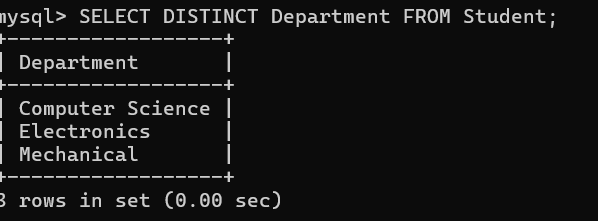 mysql> SELECT DISTINCT Department FROM Student;
+------------------+
| Department       |
+------------------+
| Computer Science |
| Electronics      |
| Mechanical       |
+------------------+
3 rows in set (0.00 sec)